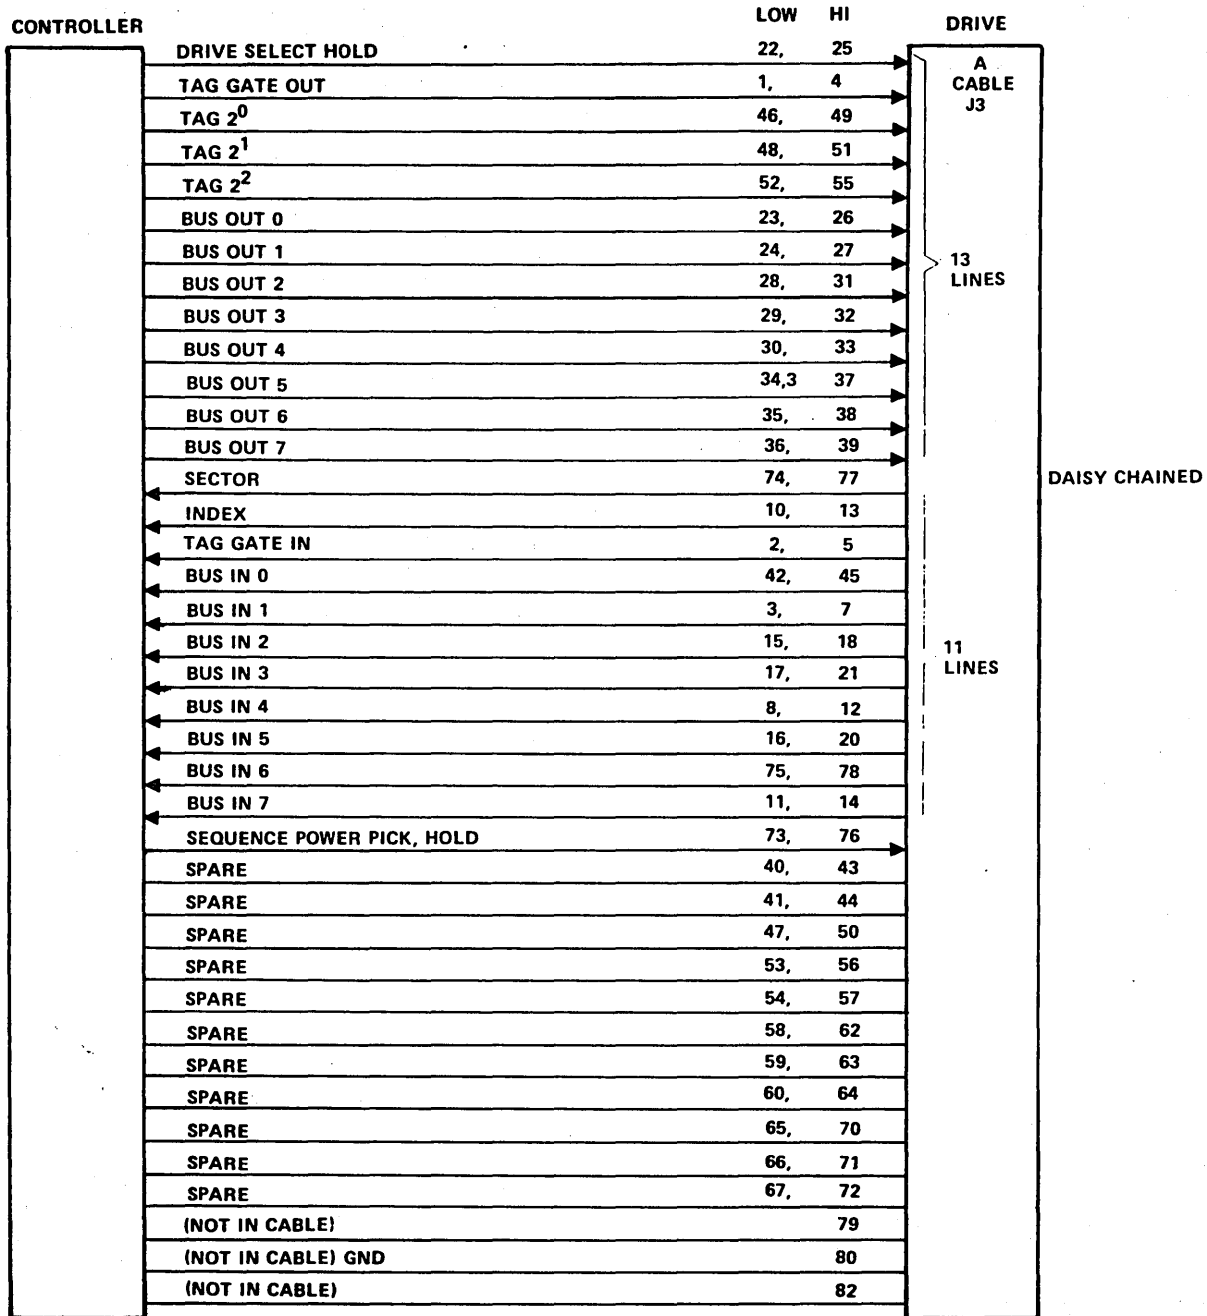 CONTROLLER LOW HI DRIVE
DRIVE SELECT HOLD 22, 25
A
CABLE
J3
TAG GATE OUT 1, 4
TAG 2⁰ 46, 49
TAG 2¹ 48, 51
TAG 2² 52, 55
BUS OUT 0 23, 26
BUS OUT 1 24, 27
13
LINES
BUS OUT 2 28, 31
BUS OUT 3 29, 32
BUS OUT 4 30, 33
BUS OUT 5 34,3 37
BUS OUT 6 35, 38
BUS OUT 7 36, 39
SECTOR 74, 77
DAISY CHAINED
INDEX 10, 13
TAG GATE IN 2, 5
BUS IN 0 42, 45
BUS IN 1 3, 7
BUS IN 2 15, 18
11
LINES
BUS IN 3 17, 21
BUS IN 4 8, 12
BUS IN 5 16, 20
BUS IN 6 75, 78
BUS IN 7 11, 14
SEQUENCE POWER PICK, HOLD 73, 76
SPARE 40, 43
SPARE 41, 44
SPARE 47, 50
SPARE 53, 56
SPARE 54, 57
SPARE 58, 62
SPARE 59, 63
SPARE 60, 64
SPARE 65, 70
SPARE 66, 71
SPARE 67, 72
(NOT IN CABLE) 79
(NOT IN CABLE) GND 80
(NOT IN CABLE) 82